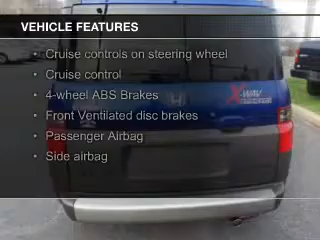 VEHICLE FEATURES
• Cruise controls on steering wheel
• Cruise control
• 4-wheel ABS Brakes
• Front Ventilated disc brakes
• Passenger Airbag
• Side airbag